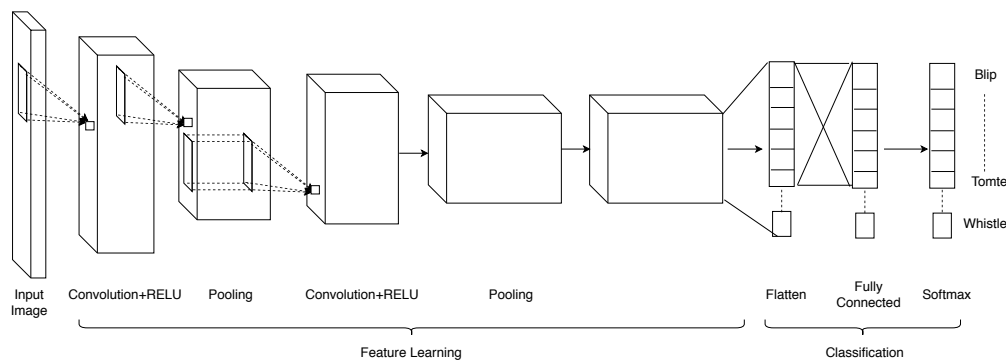 Blip
Tomte
Whistle
Input
Image
Convolution+RELU
Pooling
Convolution+RELU
Pooling
Flatten
Fully
Connected
Softmax
Feature Learning
Classification